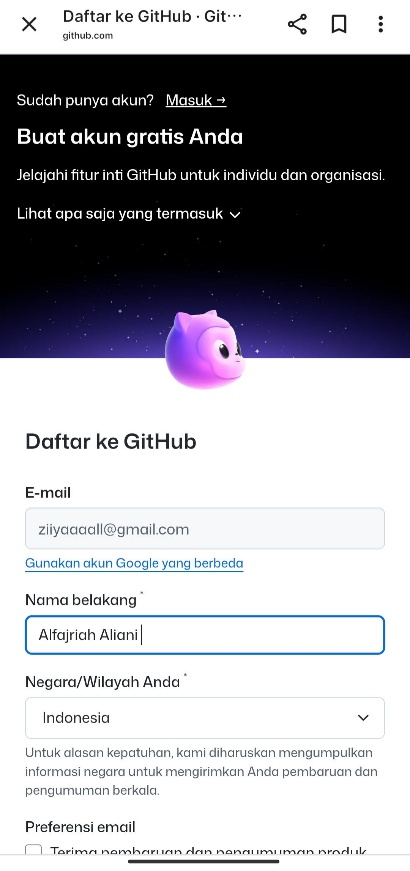 Daftar ke GitHub · Git···
github.com
Sudah punya akun? Masuk →
Buat akun gratis Anda
Jelajahi fitur inti GitHub untuk individu dan organisasi.
Lihat apa saja yang termasuk
Daftar ke GitHub
E-mail
ziiyaaaall@gmail.com
Gunakan akun Google yang berbeda
Nama belakang *
Alfajriah Aliani
Negara/Wilayah Anda *
Indonesia
Untuk alasan kepatuhan, kami diharuskan mengumpulkan
informasi negara untuk mengirimkan Anda pembaruan dan
pengumuman berkala.
Preferensi email
Terima pembaruan dan pengumuman produk